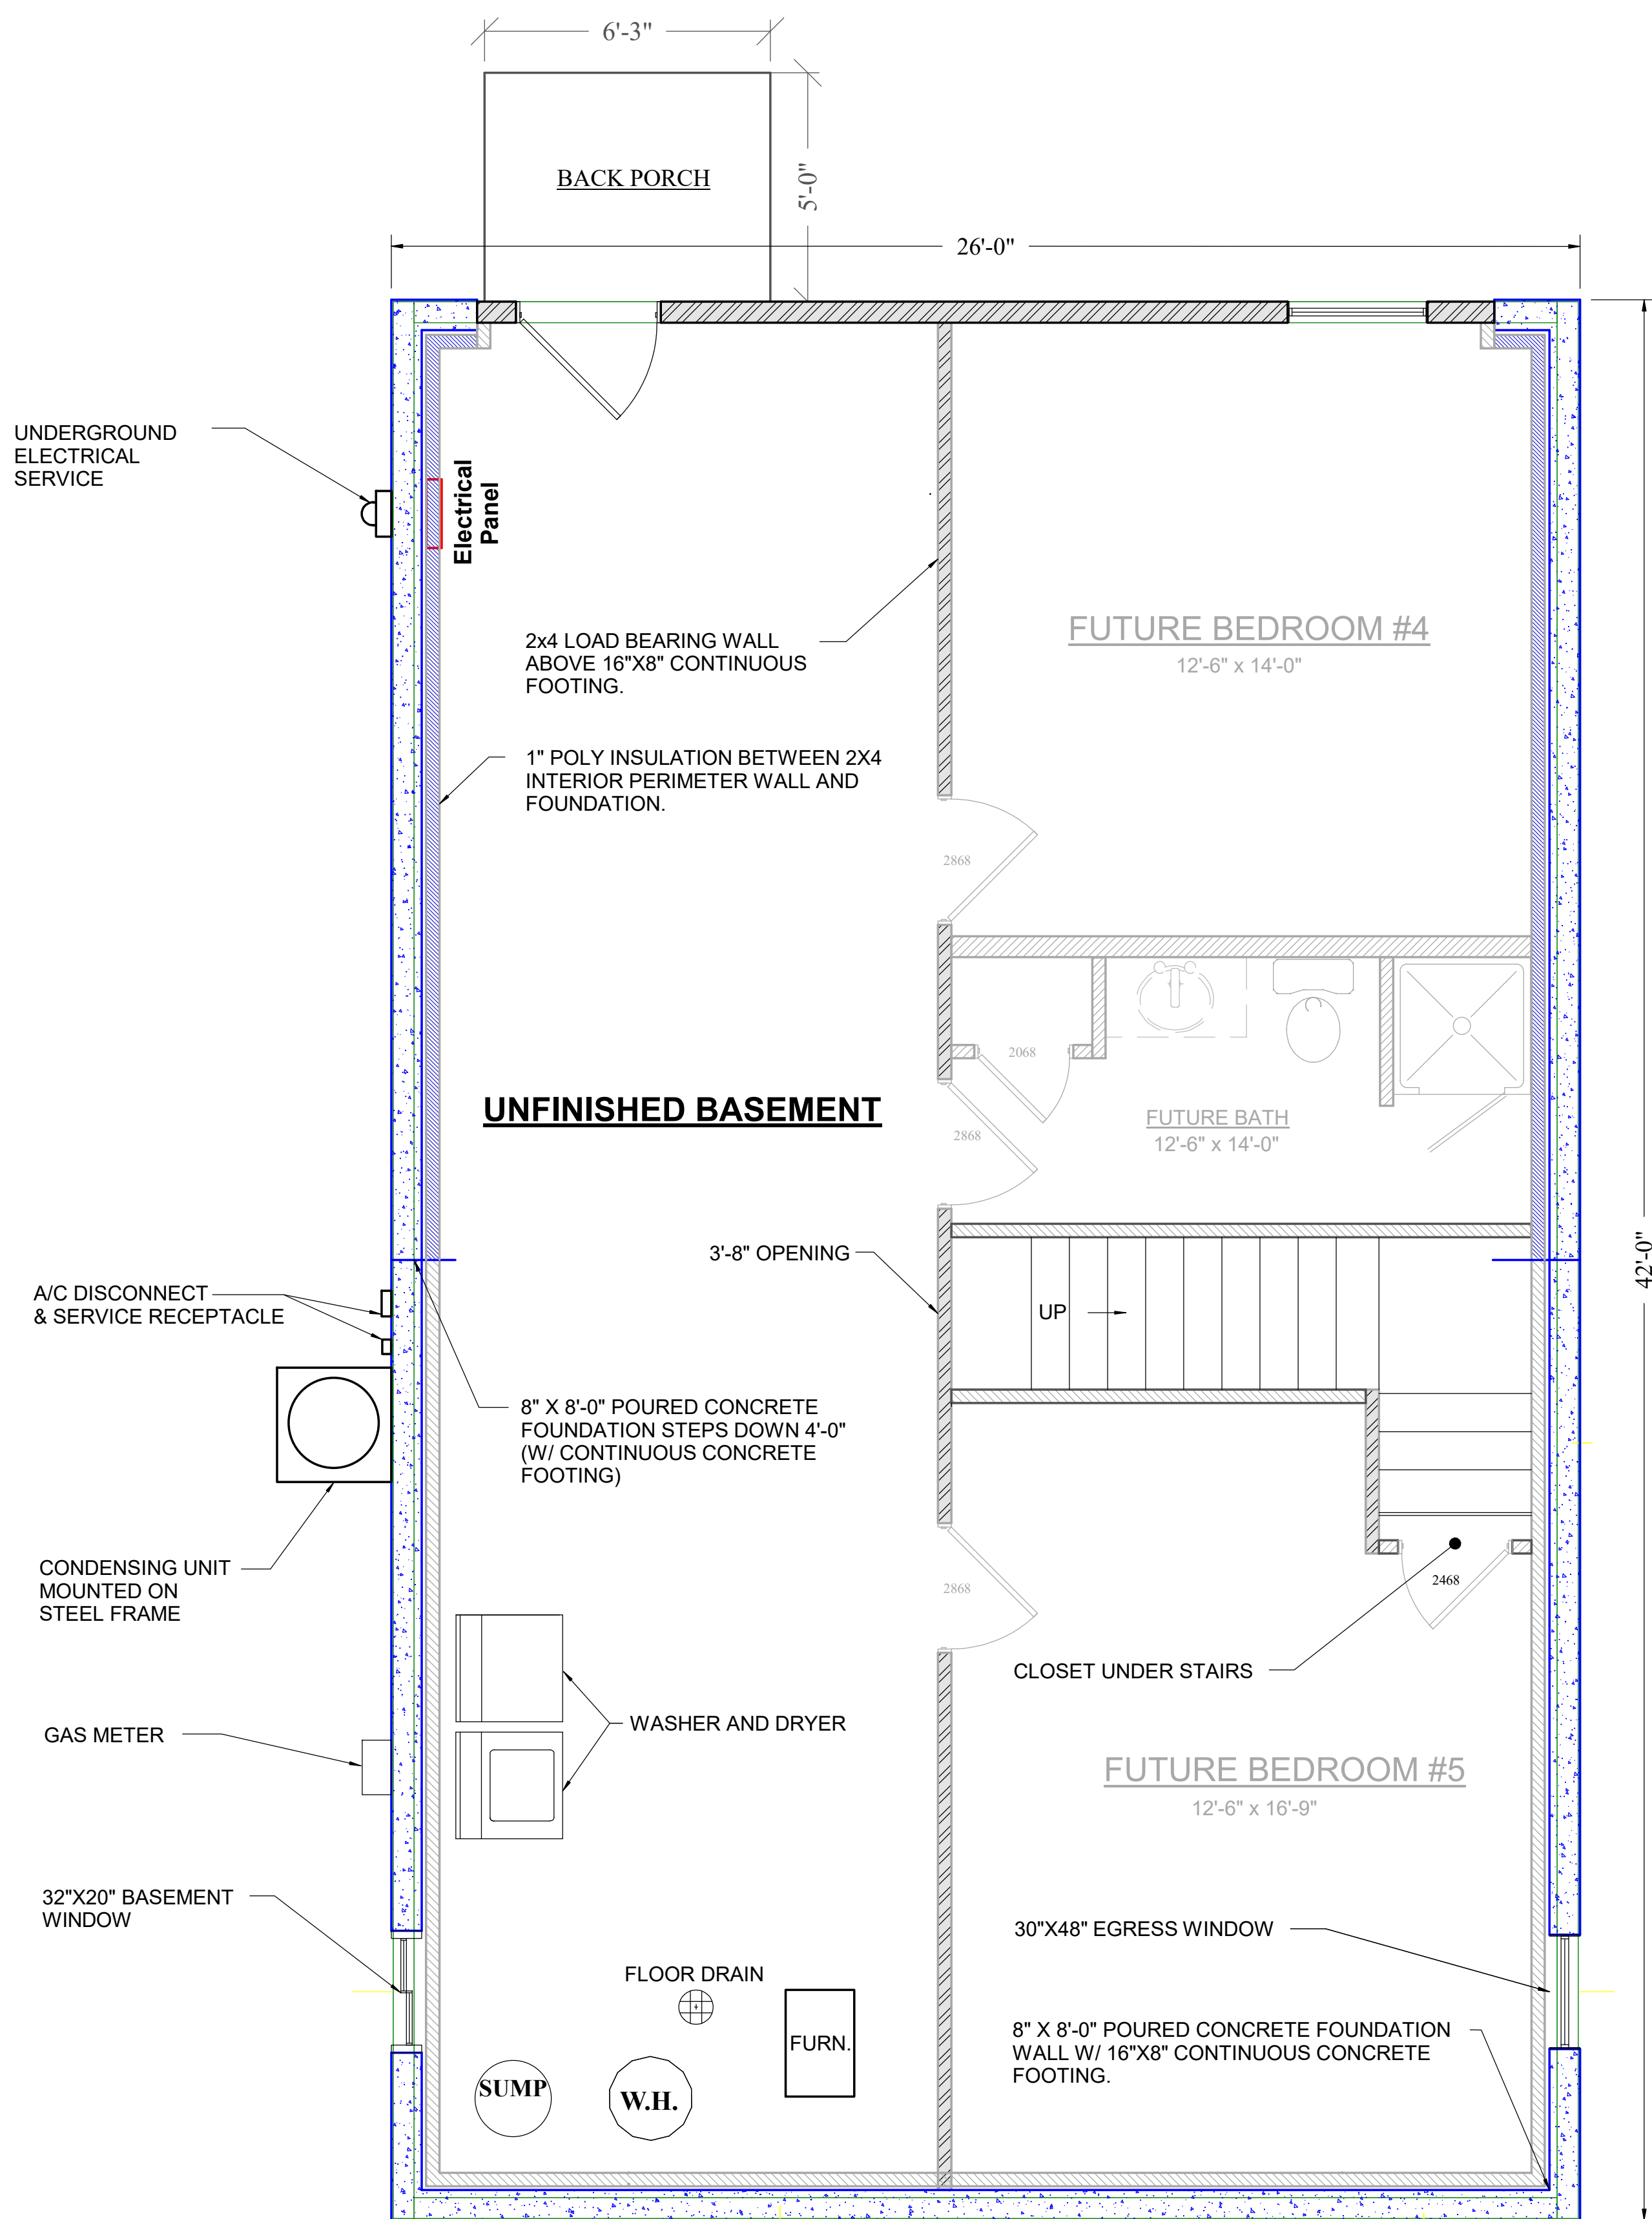 6'-3"
BACK PORCH
5'-0"
26'-0"
UNDERGROUND
ELECTRICAL
SERVICE
Electrical
Panel
2x4 LOAD BEARING WALL
ABOVE 16"X8" CONTINUOUS
FOOTING.
FUTURE BEDROOM #4
12'-6" x 14'-0"
1" POLY INSULATION BETWEEN 2X4
INTERIOR PERIMETER WALL AND
FOUNDATION.
2868
2068
UNFINISHED BASEMENT
2868
FUTURE BATH
12'-6" x 14'-0"
3'-8" OPENING
42'-0"
A/C DISCONNECT
& SERVICE RECEPTACLE
UP
8" X 8'-0" POURED CONCRETE
FOUNDATION STEPS DOWN 4'-0"
(W/ CONTINUOUS CONCRETE
FOOTING)
CONDENSING UNIT
MOUNTED ON
STEEL FRAME
2868
2468
CLOSET UNDER STAIRS
WASHER AND DRYER
GAS METER
FUTURE BEDROOM #5
12'-6" x 16'-9"
32"X20" BASEMENT
WINDOW
30"X48" EGRESS WINDOW
FLOOR DRAIN
FURN.
8" X 8'-0" POURED CONCRETE FOUNDATION
WALL W/ 16"X8" CONTINUOUS CONCRETE
FOOTING.
SUMP
W.H.